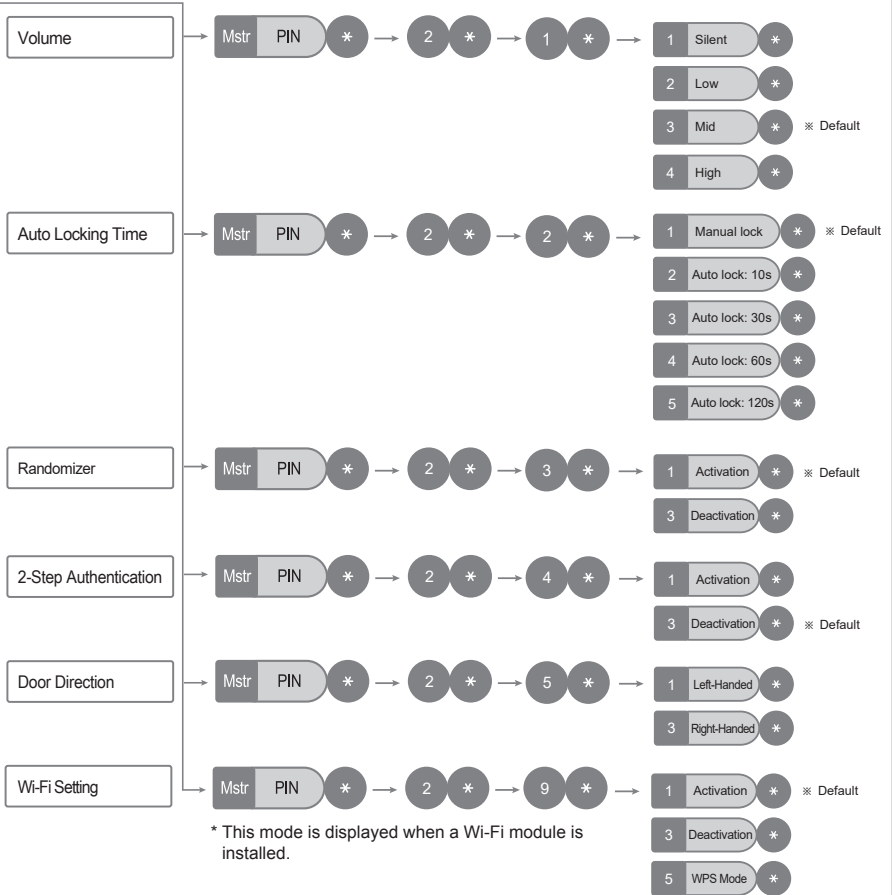 Volume Mstr PIN * 2 * 1 * 1 Silent *
2 Low *
3 Mid * ※ Default
4 High *
Auto Locking Time Mstr PIN * 2 * 2 * 1 Manual lock * ※ Default
2 Auto lock: 10s *
3 Auto lock: 30s *
4 Auto lock: 60s *
5 Auto lock: 120s *
Randomizer Mstr PIN * 2 * 3 * 1 Activation * ※ Default
3 Deactivation *
2-Step Authentication Mstr PIN * 2 * 4 * 1 Activation *
3 Deactivation * ※ Default
Door Direction Mstr PIN * 2 * 5 * 1 Left-Handed *
3 Right-Handed *
Wi-Fi Setting Mstr PIN * 2 * 9 * 1 Activation * ※ Default
3 Deactivation *
5 WPS Mode *
* This mode is displayed when a Wi-Fi module is
installed.